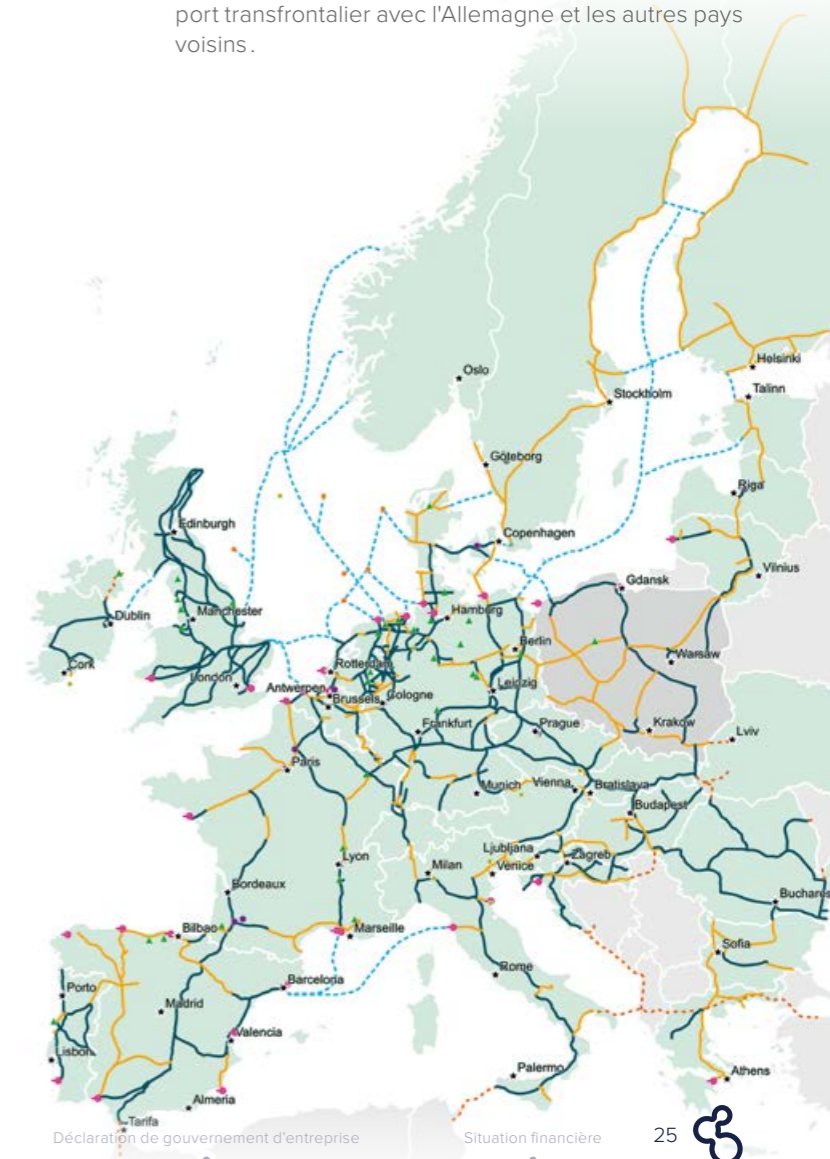 port transfrontalier avec l'Allemagne et les autres pays
voisins.
Oslo
Helsinki
Stockholm
Talinn
Göteborg
Riga
Edinburgh
Copenhagen
Vilnius
Gdansk
Dublin
Manchester
Hamburg
Berlin
Warsaw
Cork
London
Rotterdam
Antwerpen
Brussels
Cologne
Leipzig
Frankfurt
Prague
Krakow
Lviv
Paris
Munich
Vienna
Bratislava
Budapest
Lyon
Milan
Ljubljana
Venice
Zagreb
Bordeaux
Buchares
Bilbao
Marseille
Sofia
Porto
Madrid
Barcelona
Rome
Lisbon
Valencia
Almeria
Palermo
Athens
Tarifa
Déclaration de gouvernement d'entreprise
Situation financière
25